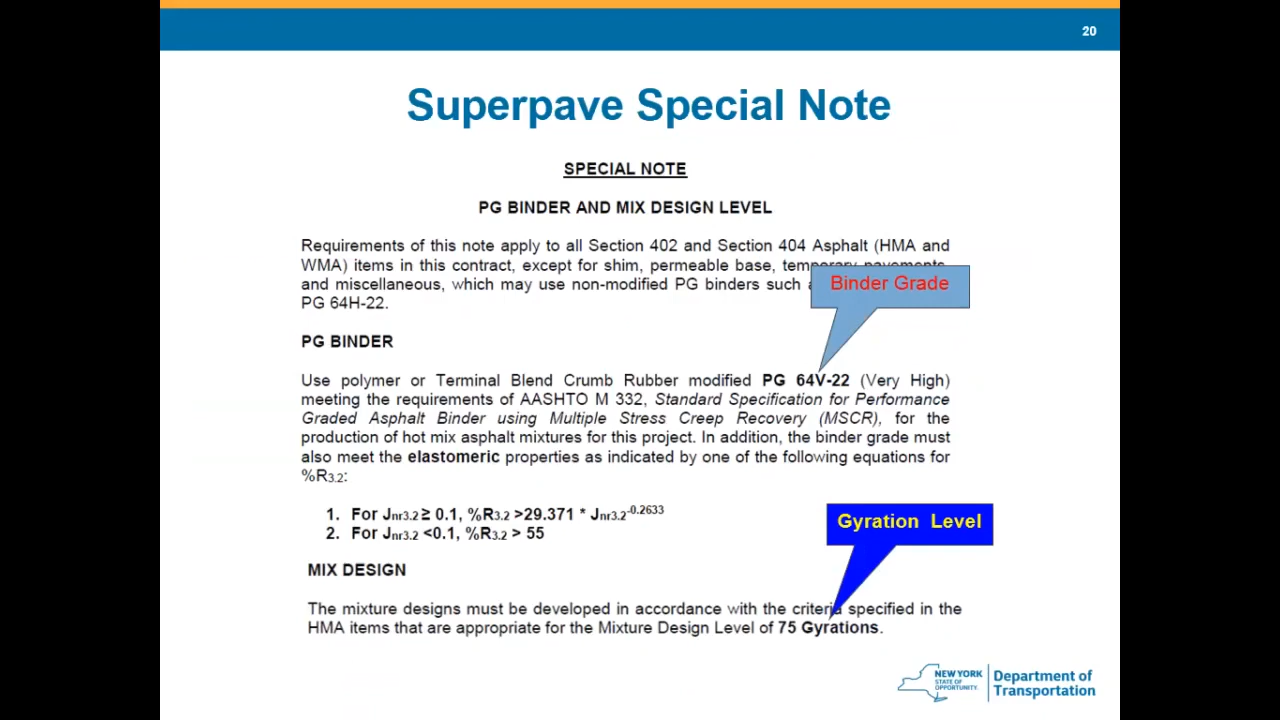 20
Superpave Special Note
SPECIAL NOTE
PG BINDER AND MIX DESIGN LEVEL
Requirements of this note apply to all Section 402 and Section 404 Asphalt (HMA and
WMA) items in this contract, except for shim, permeable base,
and miscellaneous, which may use non-modified PG binders such
PG 64H-22.
Binder Grade
PG BINDER
Use polymer or Terminal Blend Crumb Rubber modified PG 64V-22 (Very High)
meeting the requirements of AASHTO M 332, Standard Specification for Performance
Graded Asphalt Binder using Multiple Stress Creep Recovery (MSCR), for the
production of hot mix asphalt mixtures for this project. In addition, the binder grade must
also meet the elastomeric properties as indicated by one of the following equations for
%R3.2:
1. For Jnr3.2 ≥ 0.1, %R3.2 >29.371 * Jnr3.2-0.2633
2. For Jnr3.2 <0.1, %R3.2 > 55
Gyration Level
MIX DESIGN
The mixture designs must be developed in accordance with the criteria specified in the
HMA items that are appropriate for the Mixture Design Level of 75 Gyrations.
NEW YORK
STATE OF
OPPORTUNITY.
Department of
Transportation